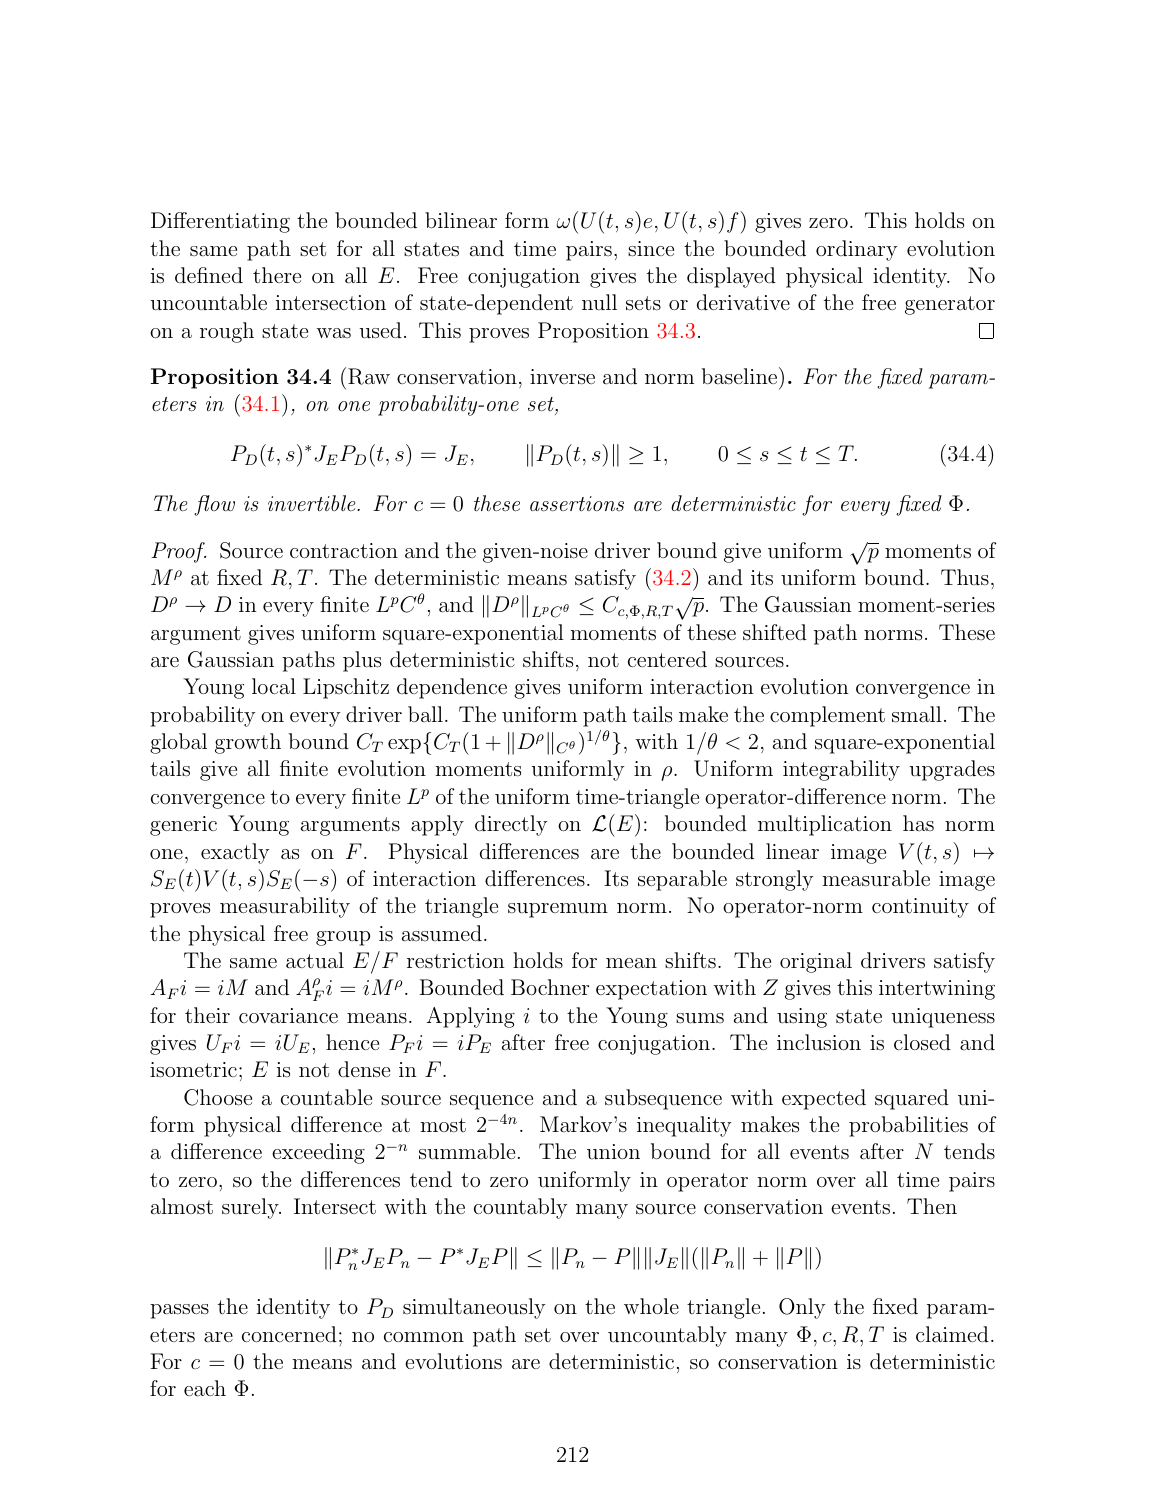 Differentiating the bounded bilinear form ω(U(t, s)e, U(t, s)f) gives zero. This holds on
the same path set for all states and time pairs, since the bounded ordinary evolution
is defined there on all E. Free conjugation gives the displayed physical identity. No
uncountable intersection of state-dependent null sets or derivative of the free generator
on a rough state was used. This proves Proposition 34.3. □
Proposition 34.4 (Raw conservation, inverse and norm baseline). For the fixed param-
eters in (34.1), on one probability-one set,
P_D(t, s)*J_E P_D(t, s) = J_E, ‖P_D(t, s)‖ ≥ 1, 0 ≤ s ≤ t ≤ T. (34.4)
The flow is invertible. For c = 0 these assertions are deterministic for every fixed Φ.
Proof. Source contraction and the given-noise driver bound give uniform √p moments of
M^ρ at fixed R, T. The deterministic means satisfy (34.2) and its uniform bound. Thus,
D^ρ → D in every finite L^pC^θ, and ‖D^ρ‖_{L^pC^θ} ≤ C_{c,Φ,R,T}√p. The Gaussian moment-series
argument gives uniform square-exponential moments of these shifted path norms. These
are Gaussian paths plus deterministic shifts, not centered sources.
Young local Lipschitz dependence gives uniform interaction evolution convergence in
probability on every driver ball. The uniform path tails make the complement small. The
global growth bound C_T exp{C_T(1 + ‖D^ρ‖_{C^θ})^{1/θ}}, with 1/θ < 2, and square-exponential
tails give all finite evolution moments uniformly in ρ. Uniform integrability upgrades
convergence to every finite L^p of the uniform time-triangle operator-difference norm. The
generic Young arguments apply directly on 𝓛(E): bounded multiplication has norm
one, exactly as on F. Physical differences are the bounded linear image V(t, s) ↦
S_E(t)V(t, s)S_E(−s) of interaction differences. Its separable strongly measurable image
proves measurability of the triangle supremum norm. No operator-norm continuity of
the physical free group is assumed.
The same actual E/F restriction holds for mean shifts. The original drivers satisfy
A_F i = iM and A_F^ρ i = iM^ρ. Bounded Bochner expectation with Z gives this intertwining
for their covariance means. Applying i to the Young sums and using state uniqueness
gives U_F i = iU_E, hence P_F i = iP_E after free conjugation. The inclusion is closed and
isometric; E is not dense in F.
Choose a countable source sequence and a subsequence with expected squared uni-
form physical difference at most 2^{−4n}. Markov's inequality makes the probabilities of
a difference exceeding 2^{−n} summable. The union bound for all events after N tends
to zero, so the differences tend to zero uniformly in operator norm over all time pairs
almost surely. Intersect with the countably many source conservation events. Then
‖P_n^*J_E P_n − P*J_E P‖ ≤ ‖P_n − P‖‖J_E‖(‖P_n‖ + ‖P‖)
passes the identity to P_D simultaneously on the whole triangle. Only the fixed param-
eters are concerned; no common path set over uncountably many Φ, c, R, T is claimed.
For c = 0 the means and evolutions are deterministic, so conservation is deterministic
for each Φ.
212